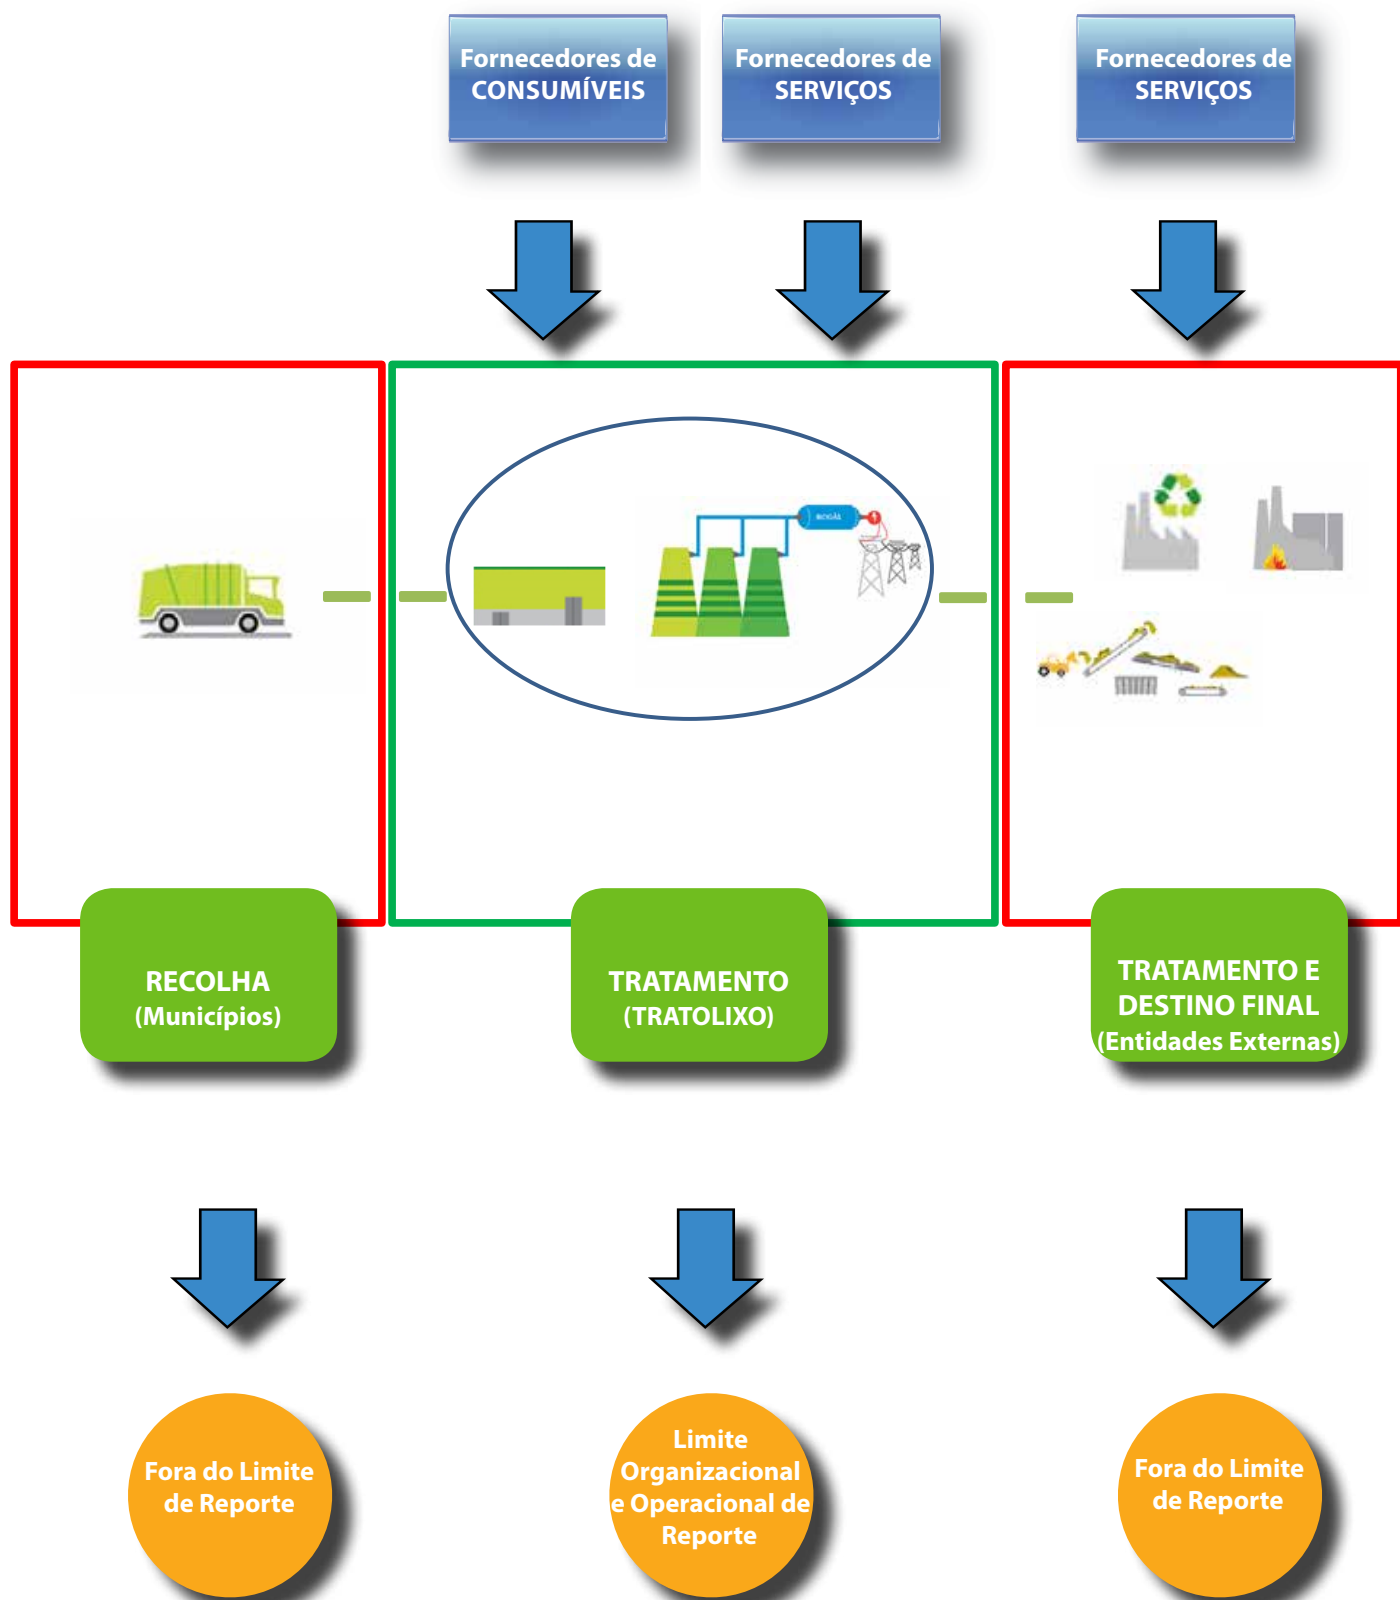 Fornecedores de
CONSUMÍVEIS
Fornecedores de
SERVIÇOS
Fornecedores de
SERVIÇOS
BIOGÁS
RECOLHA
(Municípios)
TRATAMENTO
(TRATOLIXO)
TRATAMENTO E
DESTINO FINAL
(Entidades Externas)
Fora do Limite
de Reporte
Limite
Organizacional
e Operacional de
Reporte
Fora do Limite
de Reporte